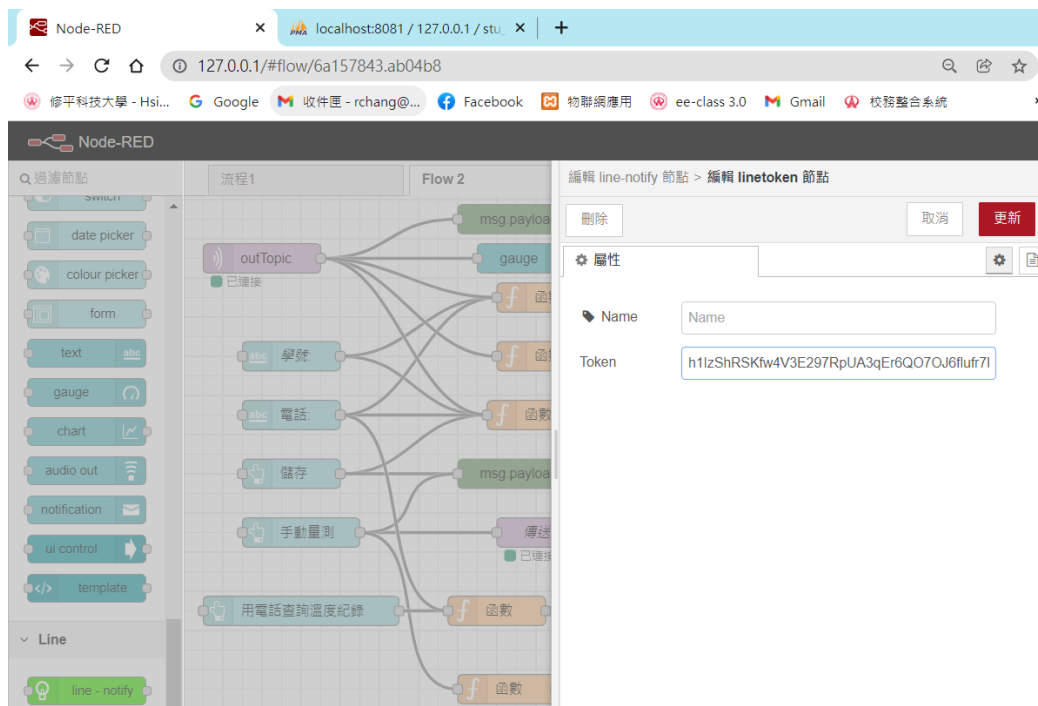 Node-RED
localhost:8081 / 127.0.0.1 / stu_
127.0.0.1/#flow/6a157843.ab04b8
修平科技大學 - Hsi...
Google
收件匣 - rchang@...
Facebook
物聯網應用
ee-class 3.0
Gmail
校務整合系統
Node-RED
過濾節點
switch
date picker
colour picker
form
text
abc
gauge
chart
audio out
notification
ui control
template
Line
line - notify
流程1
Flow 2
msg.payloa
outTopic
已連接
gauge
函數
abc
學號:
函
abc
電話:
函數
儲存
msg.payloa
手動量測
傳送
已連接
用電話查詢溫度紀錄
函數
函數
編輯 line-notify 節點 > 編輯 linetoken 節點
刪除
取消
更新
屬性
Name
Name
Token
h1IzShRSKfw4V3E297RpUA3qEr6QO7OJ6flufr7l